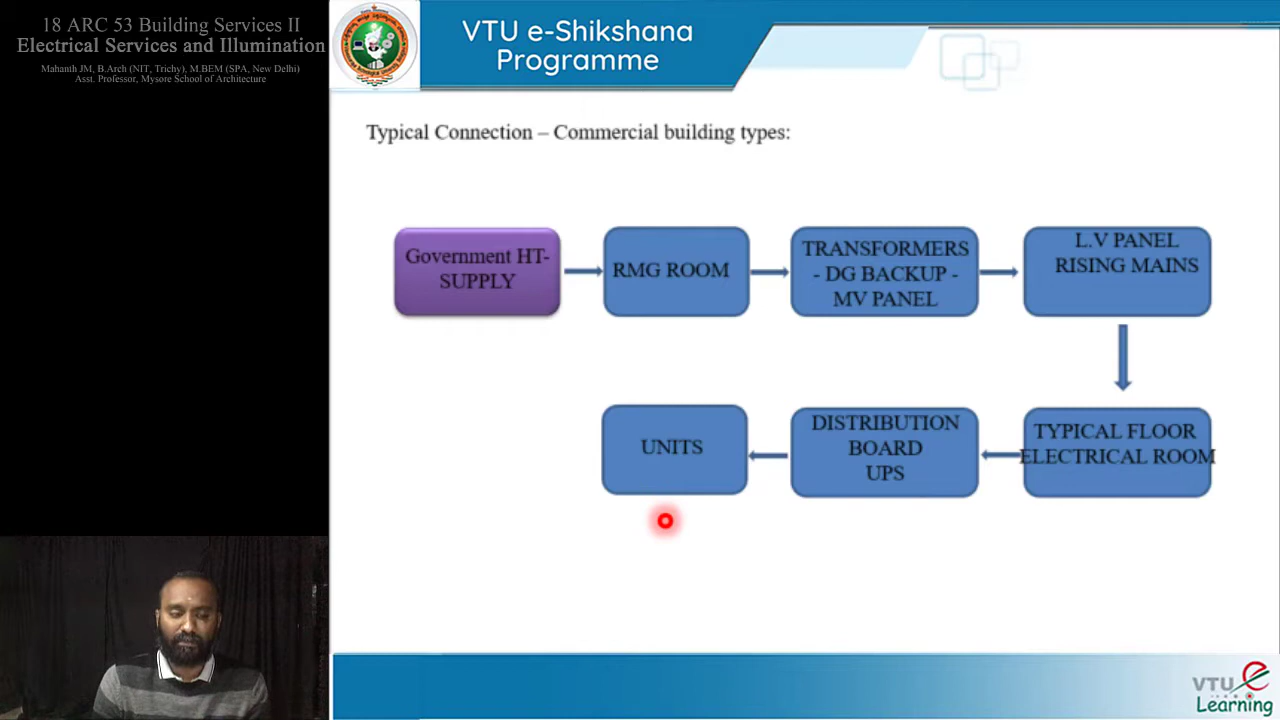 18 ARC 53 Building Services II
Electrical Services and Illumination
Mahanth JM, B.Arch (NIT, Trichy), M.BEM (SPA, New Delhi)
Asst. Professor, Mysore School of Architecture
VTU e-Shikshana
Programme
Typical Connection – Commercial building types:
Government HT-
SUPPLY
RMG ROOM
TRANSFORMERS
- DG BACKUP -
MV PANEL
L.V PANEL
RISING MAINS
TYPICAL FLOOR
ELECTRICAL ROOM
DISTRIBUTION
BOARD
UPS
UNITS
VTU e
Learning